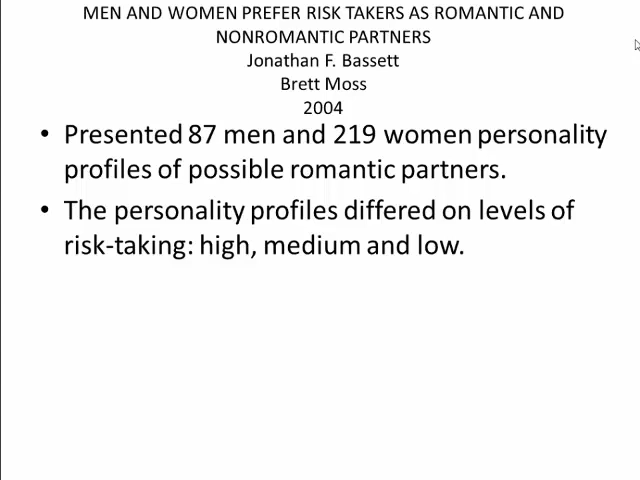 MEN AND WOMEN PREFER RISK TAKERS AS ROMANTIC AND
NONROMANTIC PARTNERS
Jonathan F. Bassett
Brett Moss
2004
• Presented 87 men and 219 women personality
profiles of possible romantic partners.
• The personality profiles differed on levels of
risk-taking: high, medium and low.